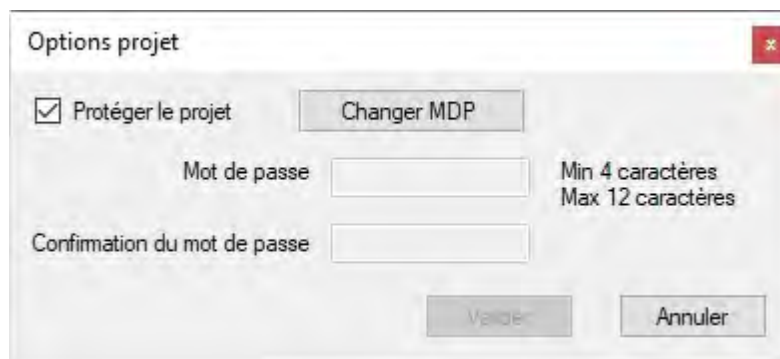 Options projet
Protéger le projet
Changer MDP
Mot de passe
Min 4 caractères
Max 12 caractères
Confirmation du mot de passe
Valider
Annuler